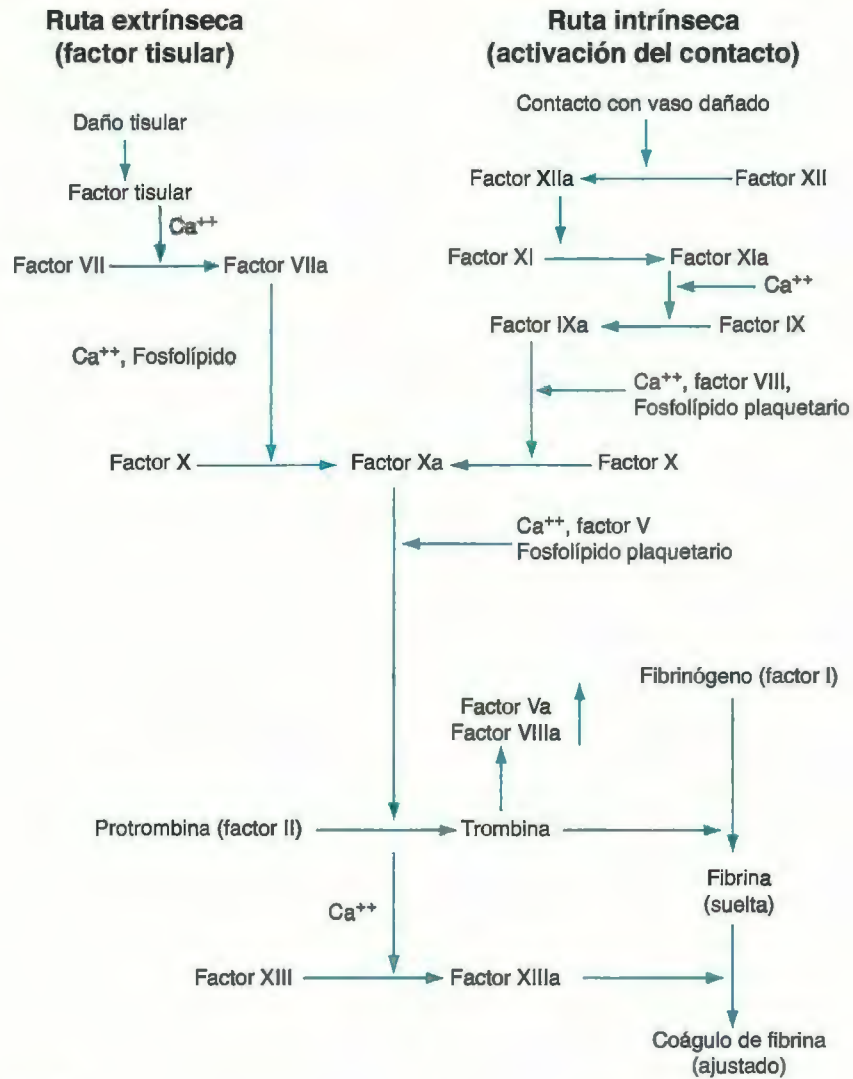 Ruta extrínseca
(factor tisular)
Ruta intrínseca
(activación del contacto)
Daño tisular
Factor tisular
Ca++
Factor VII
Factor VIIa
Ca++, Fosfolípido
Contacto con vaso dañado
Factor XIIa
Factor XII
Factor XI
Factor XIa
Ca++
Factor IXa
Factor IX
Ca++, factor VIII,
Fosfolípido plaquetario
Factor X
Factor Xa
Factor X
Ca++, factor V
Fosfolípido plaquetario
Fibrinógeno (factor I)
Factor Va
Factor VIIIa
Protrombina (factor II)
Trombina
Fibrina
(suelta)
Ca++
Factor XIII
Factor XIIIa
Coágulo de fibrina
(ajustado)